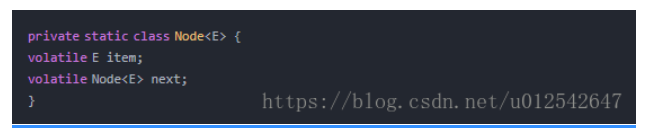 private static class Node<E> {
volatile E item;
volatile Node<E> next;
}
https://blog.csdn.net/u012542647